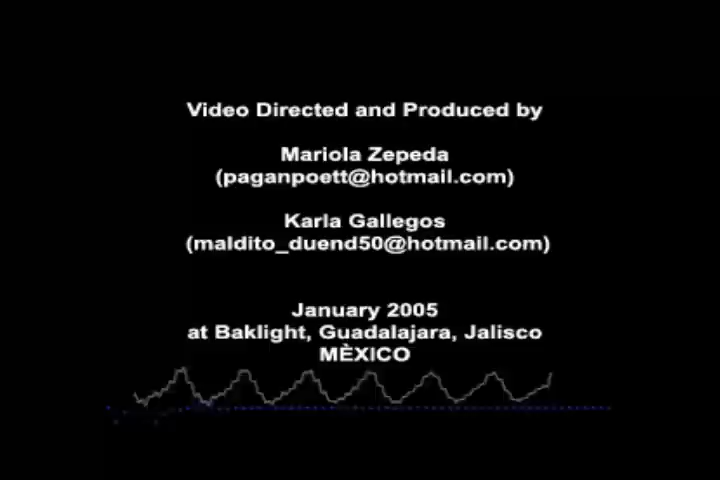 Video Directed and Produced by
Mariola Zepeda
(paganpoett@hotmail.com)
Karla Gallegos
(maldito_duend50@hotmail.com)
January 2005
at Baklight, Guadalajara, Jalisco
MÈXICO